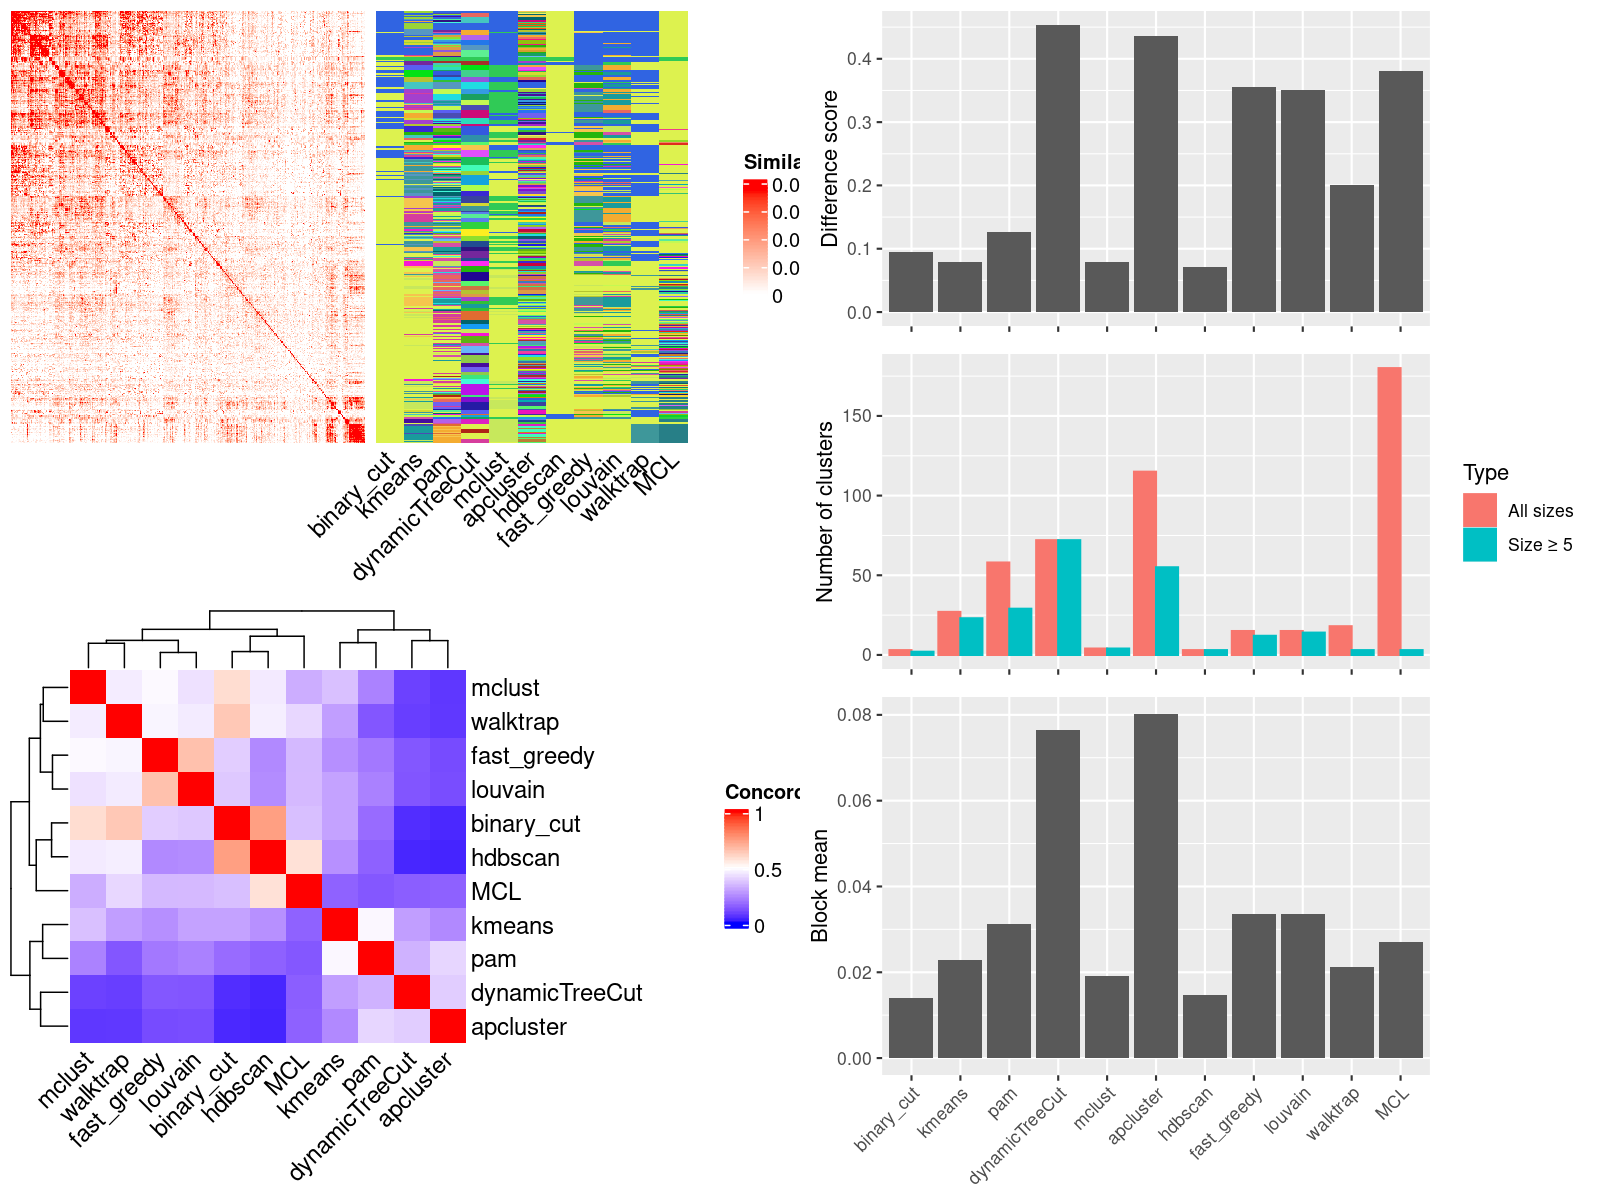 binary_cut
kmeans
pam
dynamicTreeCut
mclust
apcluster
hdbscan
fast_greedy
louvain
walktrap
MCL
Simila
0.0
0.0
0.0
0.0
0
mclust
walktrap
fast_greedy
louvain
binary_cut
hdbscan
MCL
kmeans
pam
dynamicTreeCut
apcluster
mclust
walktrap
fast_greedy
louvain
binary_cut
hdbscan
MCL
kmeans
pam
dynamicTreeCut
apcluster
Concord
1
0.5
0
Difference score
0.4
0.3
0.2
0.1
0.0
Number of clusters
150
100
50
0
Type
All sizes
Size ≥ 5
Block mean
0.08
0.06
0.04
0.02
0.00
binary_cut
kmeans
pam
dynamicTreeCut
mclust
apcluster
hdbscan
fast_greedy
louvain
walktrap
MCL